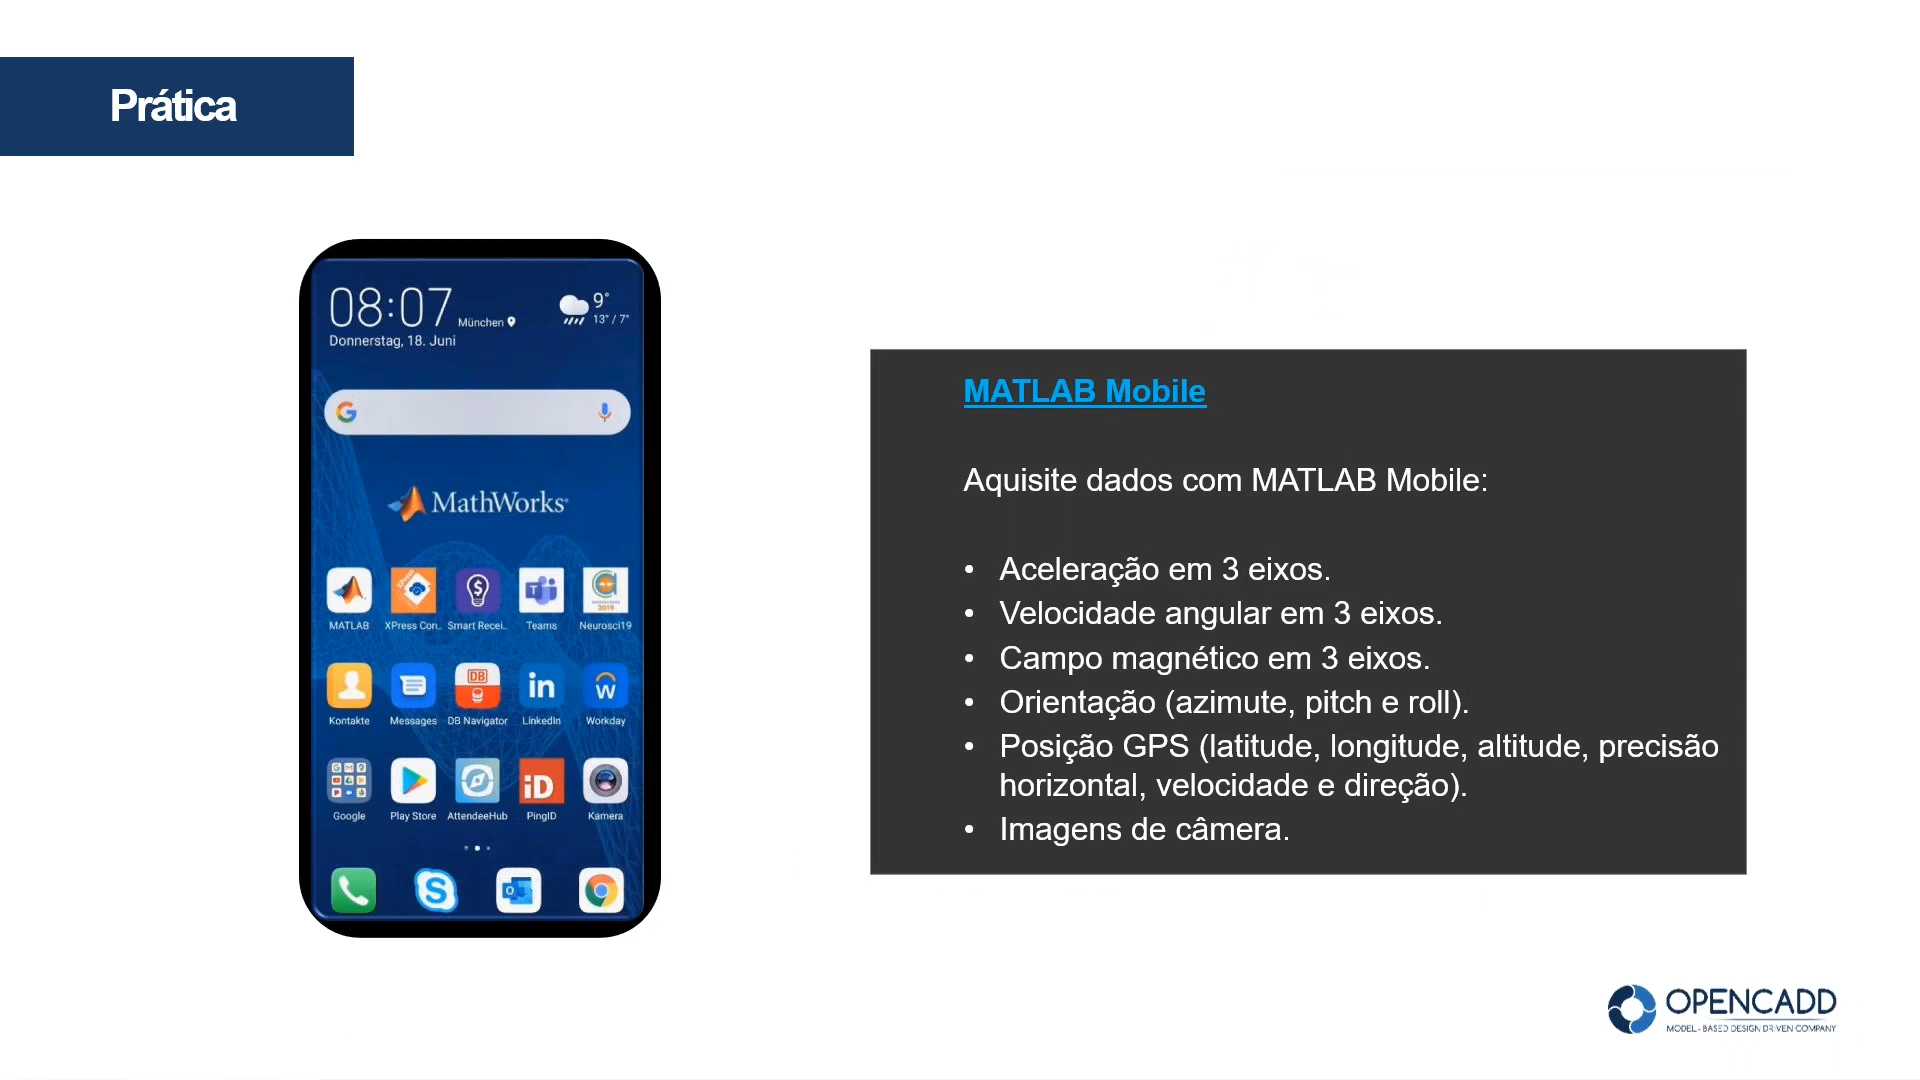 Prática
08:07
München
9°
13° / 7°
Donnerstag, 18. Juni
MathWorks®
MATLAB XPress Con.. Smart Recei.. Teams Neurosci19
Kontakte Messages DB Navigator LinkedIn Workday
Google Play Store AttendeeHub PingID Kamera
MATLAB Mobile
Aquisite dados com MATLAB Mobile:
• Aceleração em 3 eixos.
• Velocidade angular em 3 eixos.
• Campo magnético em 3 eixos.
• Orientação (azimute, pitch e roll).
• Posição GPS (latitude, longitude, altitude, precisão
horizontal, velocidade e direção).
• Imagens de câmera.
OPENCADD
MODEL-BASED DESIGN DRIVEN COMPANY